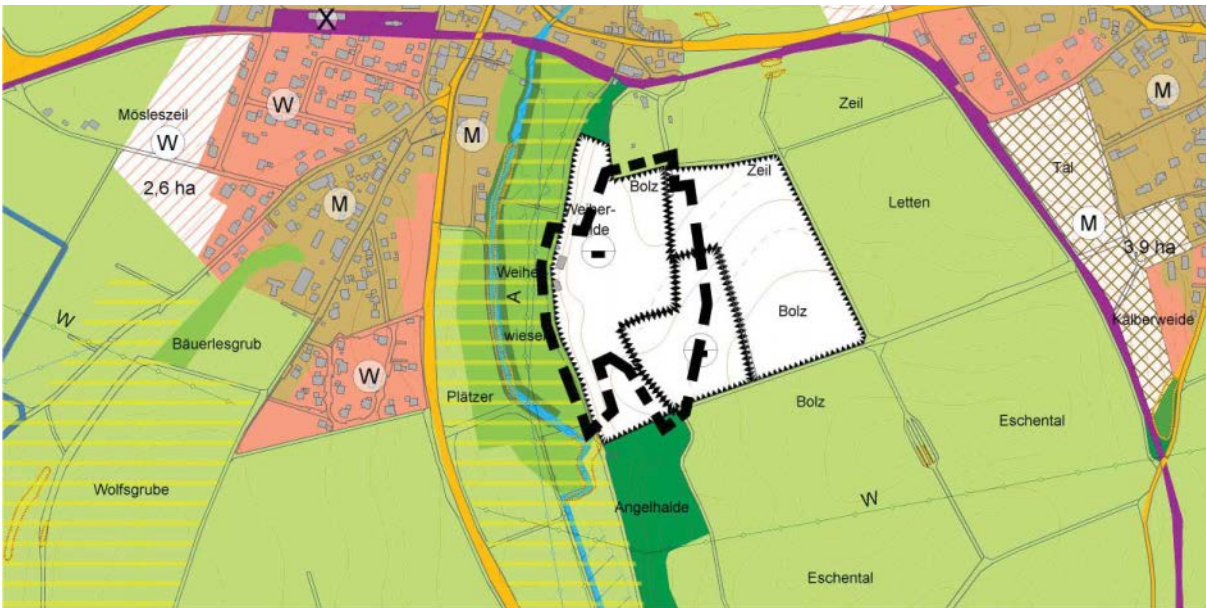 X
Mösleszeil
W
2,6 ha
W
M
M
Zeil
M
Bolz
Zeil
Weiher-
halde
Letten
Tal
M
3,9 ha
W
Bäuerlesgrub
W
Plätzer
Weiher
A
wiesen
Bolz
Bolz
Kälberweide
Eschental
Wolfsgrube
Angelhalde
W
Eschental